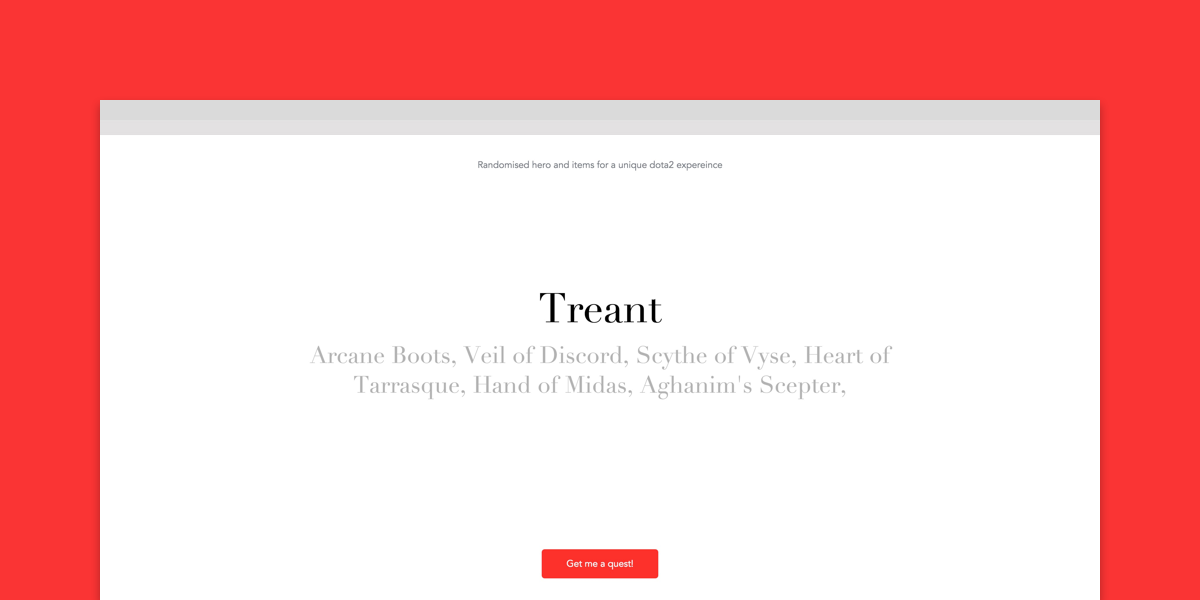 Randomised hero and items for a unique dota2 expereince
Treant
Arcane Boots, Veil of Discord, Scythe of Vyse, Heart of
Tarrasque, Hand of Midas, Aghanim's Scepter,
Get me a quest!